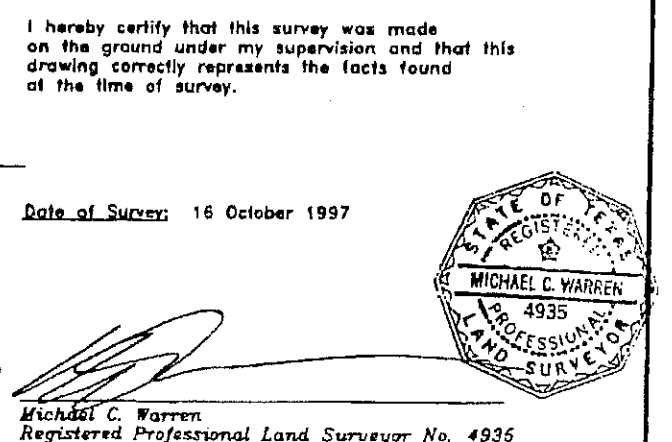 I hereby certify that this survey was made
on the ground under my supervision and that this
drawing correctly represents the facts found
at the time of survey.
Date of Survey: 16 October 1997
STATE OF TEXAS
REGISTERED
MICHAEL C. WARREN
4935
PROFESSIONAL
LAND SURVEYOR
Michael C. Warren
Registered Professional Land Surveyor No. 4935